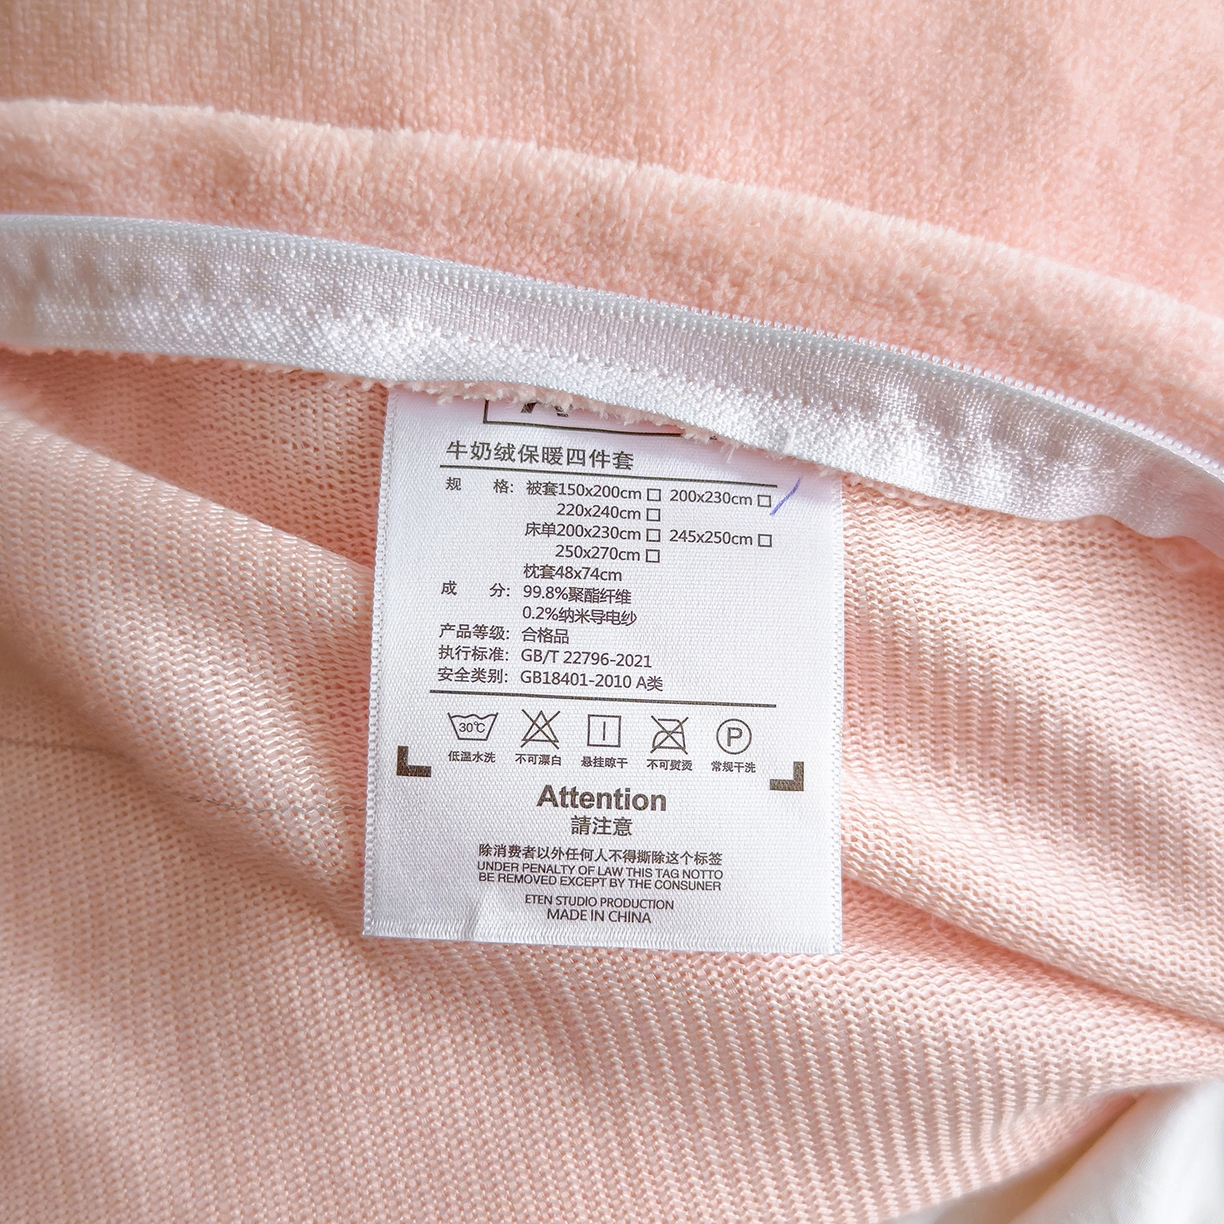 牛奶绒保暖四件套
规 格: 被套150x200cm □ 200x230cm □
220x240cm □
床单200x230cm □ 245x250cm □
250x270cm □
枕套48x74cm
成 分: 99.8%聚酯纤维
0.2%纳米导电纱
产品等级: 合格品
执行标准: GB/T 22796-2021
安全类别: GB18401-2010 A类
30℃ P
低温水洗 不可漂白 悬挂晾干 不可熨烫 常规干洗
Attention
請注意
除消费者以外任何人不得撕除这个标签
UNDER PENALTY OF LAW THIS TAG NOTTO
BE REMOVED EXCEPT BY THE CONSUNER
ETEN STUDIO PRODUCTION
MADE IN CHINA